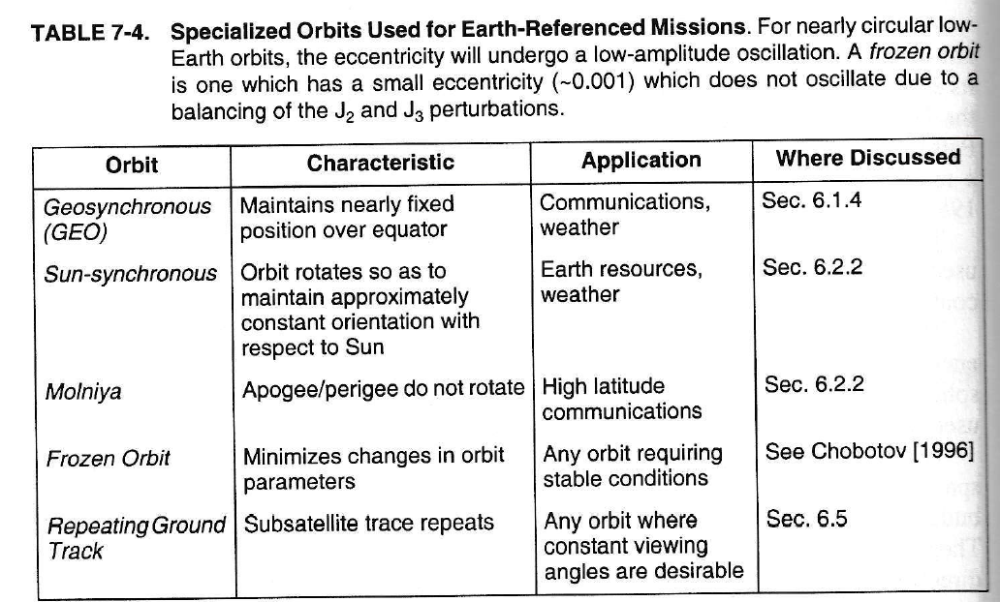 TABLE 7-4. Specialized Orbits Used for Earth-Referenced Missions. For nearly circular low-
Earth orbits, the eccentricity will undergo a low-amplitude oscillation. A frozen orbit
is one which has a small eccentricity (~0.001) which does not oscillate due to a
balancing of the J2 and J3 perturbations.
Orbit Characteristic Application Where Discussed
Geosynchronous Maintains nearly fixed Communications, Sec. 6.1.4
(GEO) position over equator weather
Sun-synchronous Orbit rotates so as to Earth resources, Sec. 6.2.2
maintain approximately weather
constant orientation with
respect to Sun
Molniya Apogee/perigee do not rotate High latitude Sec. 6.2.2
communications
Frozen Orbit Minimizes changes in orbit Any orbit requiring See Chobotov [1996]
parameters stable conditions
Repeating Ground Subsatellite trace repeats Any orbit where Sec. 6.5
Track constant viewing
angles are desirable